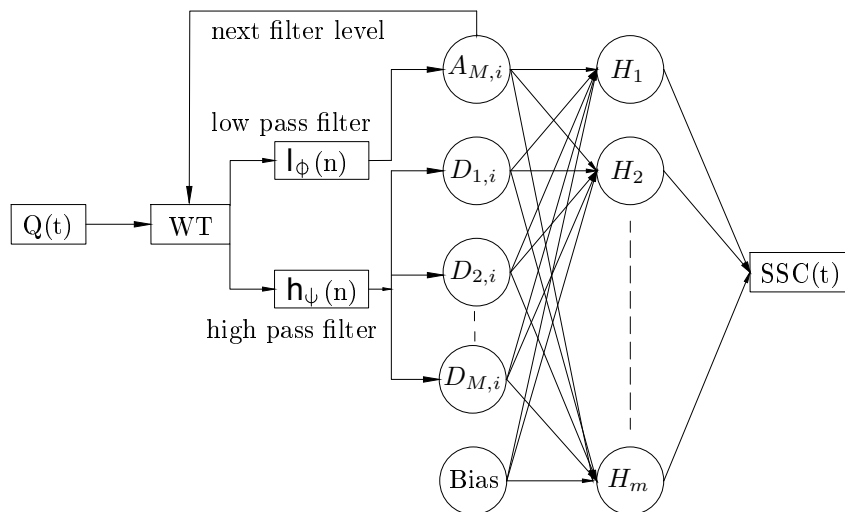 next filter level
A_{M,i}
H_1
low pass filter
l_ϕ(n)
D_{1,i}
H_2
Q(t)
WT
D_{2,i}
SSC(t)
h_ψ(n)
high pass filter
D_{M,i}
Bias
H_m